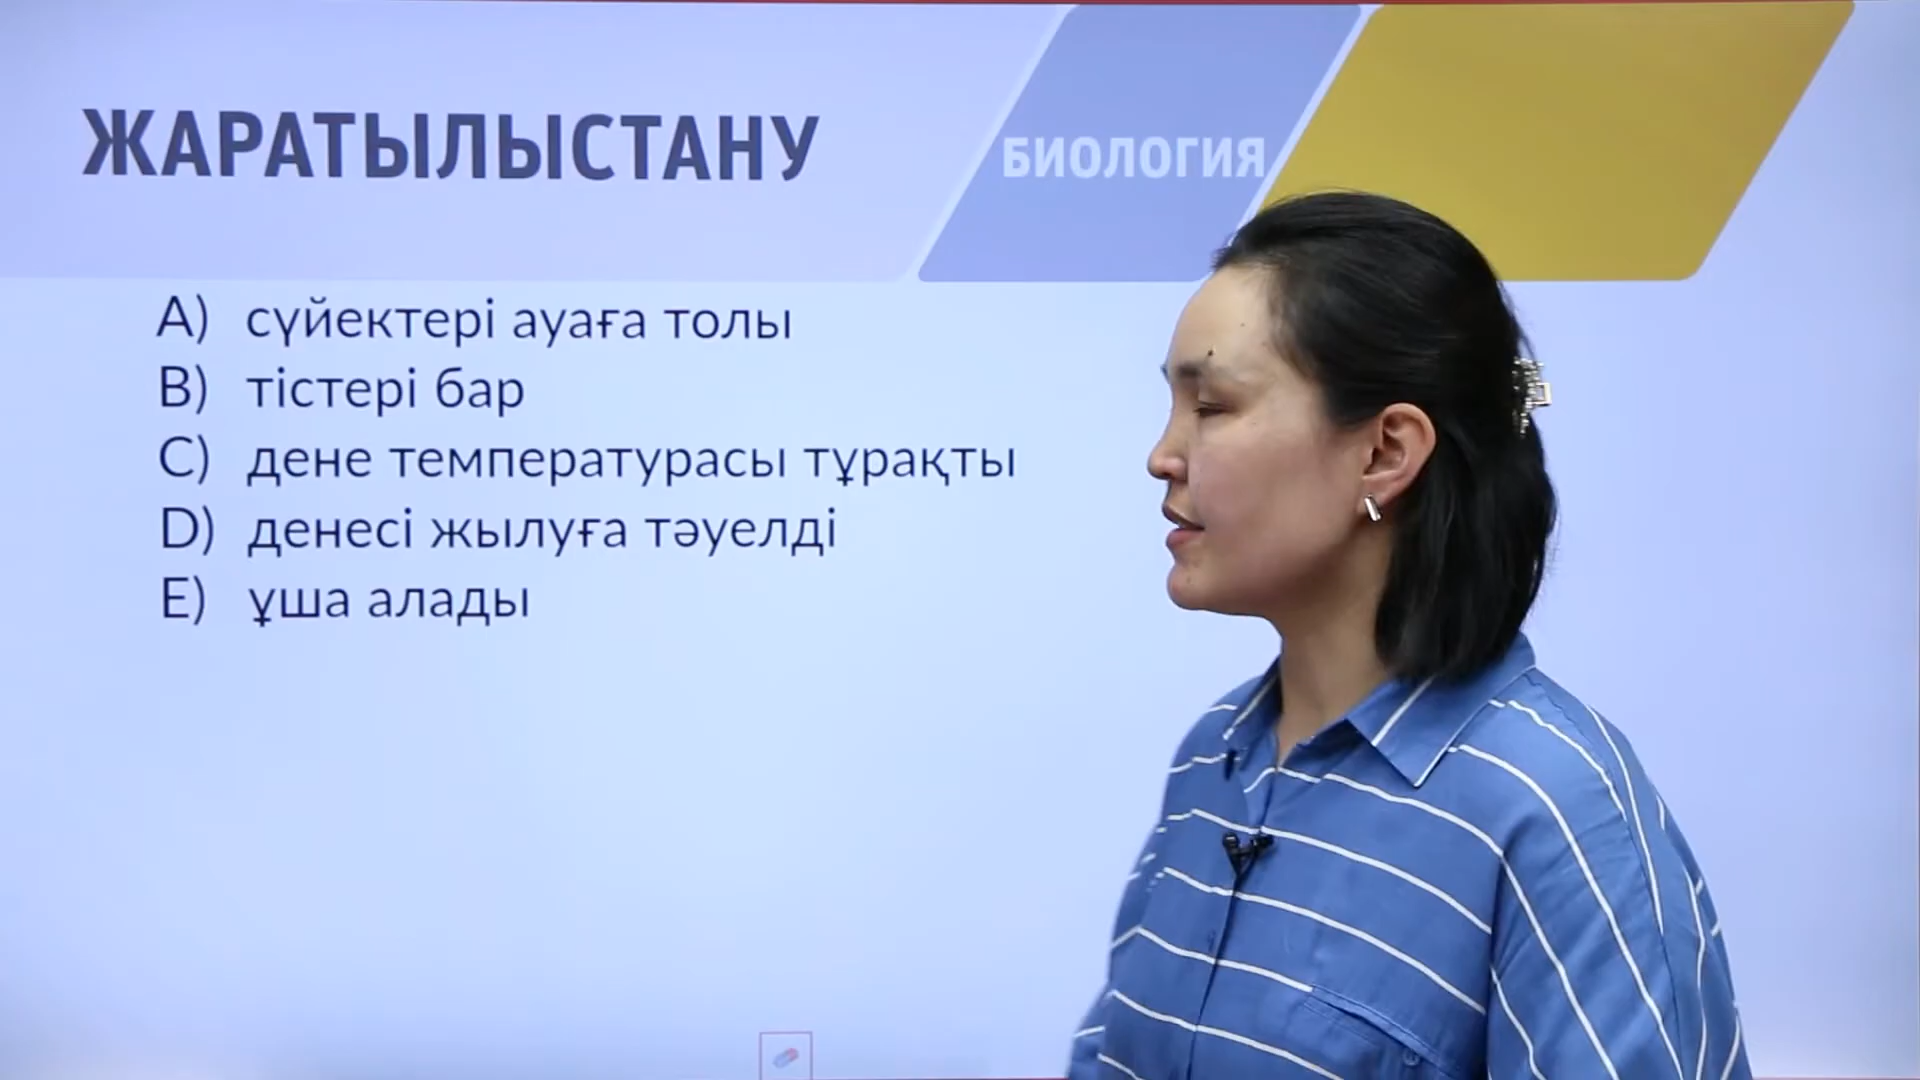 ЖАРАТЫЛЫСТАНУ
БИОЛОГИЯ
A) сүйектері ауаға толы
B) тістері бар
C) дене температурасы тұрақты
D) денесі жылуға тәуелді
E) ұша алады